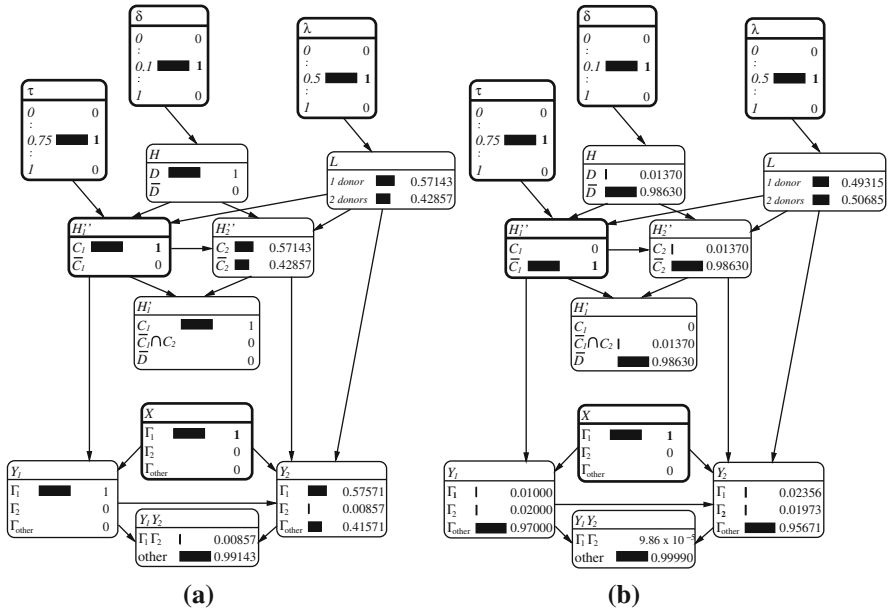 δ
0 0
:
0.1 1
:
1 0
λ
0 0
:
0.5 1
:
1 0
τ
0 0
:
0.75 1
:
1 0
H
D 1
D̅ 0
L
1 donor 0.57143
2 donors 0.42857
H₁''
C₁ 1
C̅₁ 0
H₂''
C₂ 0.57143
C̅₂ 0.42857
H₁'
C₁ 1
C̅₁∩C₂ 0
D̅ 0
X
Γ₁ 1
Γ₂ 0
Γother 0
Y₁
Γ₁ 1
Γ₂ 0
Γother 0
Y₂
Γ₁ 0.57571
Γ₂ 0.00857
Γother 0.41571
Y₁Y₂
Γ₁Γ₂ 0.00857
other 0.99143
(a)
δ
0 0
:
0.1 1
:
1 0
λ
0 0
:
0.5 1
:
1 0
τ
0 0
:
0.75 1
:
1 0
H
D 0.01370
D̅ 0.98630
L
1 donor 0.49315
2 donors 0.50685
H₁''
C₁ 0
C̅₁ 1
H₂''
C₂ 0.01370
C̅₂ 0.98630
H₁'
C₁ 0
C̅₁∩C₂ 0.01370
D̅ 0.98630
X
Γ₁ 1
Γ₂ 0
Γother 0
Y₁
Γ₁ 0.01000
Γ₂ 0.02000
Γother 0.97000
Y₂
Γ₁ 0.02356
Γ₂ 0.01973
Γother 0.95671
Y₁Y₂
Γ₁Γ₂ 9.86 x 10⁻⁵
other 0.99990
(b)